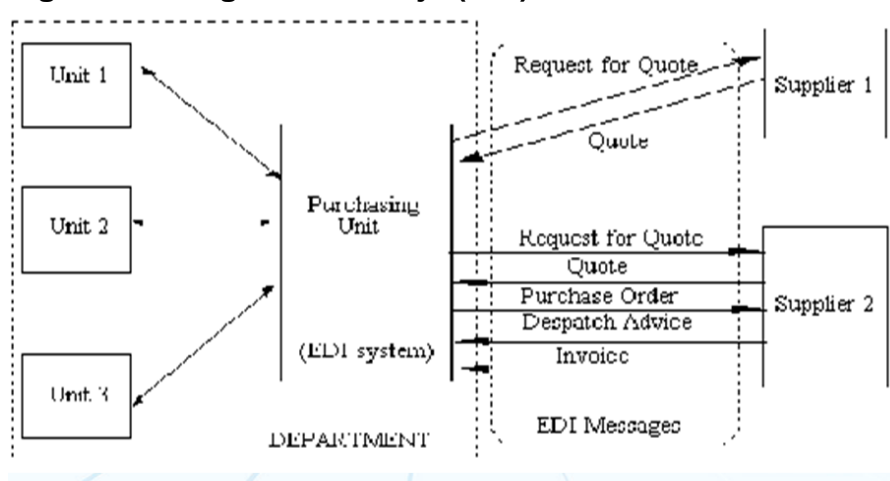 Unit 1
Request for Quote
Supplier 1
Quote
Purchasing
Unit
Unit 2
Request for Quote
Quote
Purchase Order
Supplier 2
Despatch Advice
(EDI system)
Invoice
Unit 3
EDI Messages
DEPARTMENT